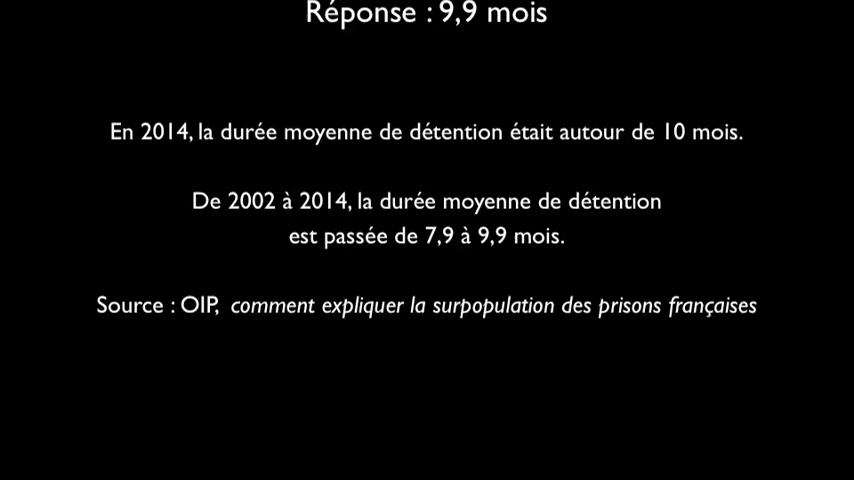 Réponse : 9,9 mois
En 2014, la durée moyenne de détention était autour de 10 mois.
De 2002 à 2014, la durée moyenne de détention
est passée de 7,9 à 9,9 mois.
Source : OIP, comment expliquer la surpopulation des prisons françaises